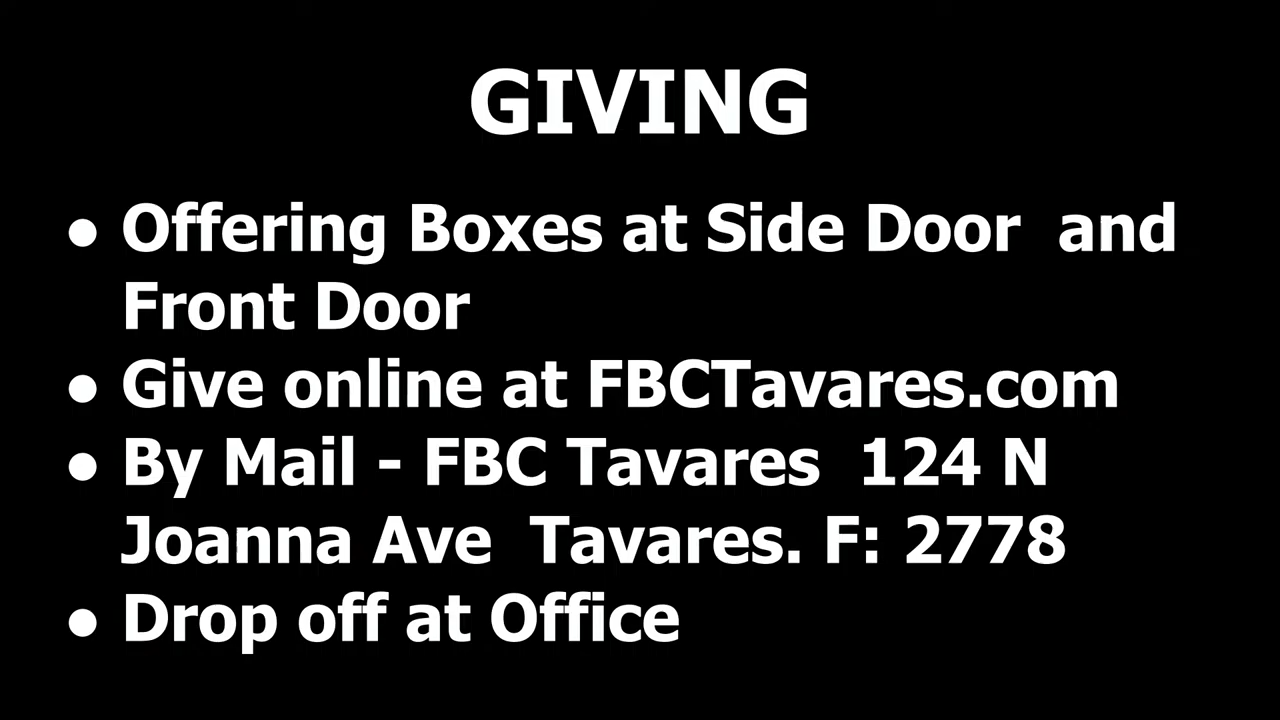 GIVING
● Offering Boxes at Side Door  and
Front Door
● Give online at FBCTavares.com
● By Mail - FBC Tavares  124 N
Joanna Ave  Tavares. F: 2778
● Drop off at Office